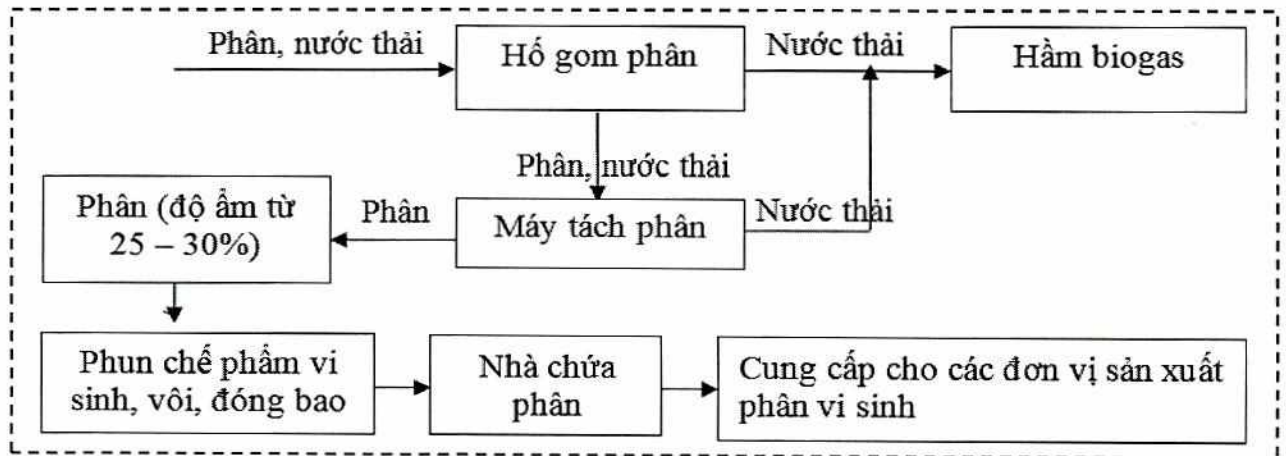 Phân, nước thải
Hố gom phân
Nước thải
Hầm biogas
Phân, nước thải
Phân (độ ẩm từ
25 – 30%)
Phân
Máy tách phân
Nước thải
Phun chế phẩm vi
sinh, vôi, đóng bao
Nhà chứa
phân
Cung cấp cho các đơn vị sản xuất
phân vi sinh